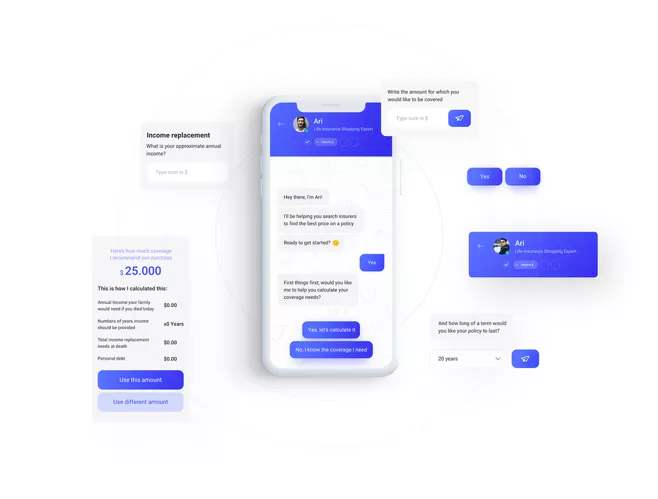 Write the amount for which you
would like to be covered
Type sum in $
Ari
Life Insurance Shopping Expert
Income replacement
What is your approximate annual
income?
Type sum in $
Hey there, I'm Ari!
I'll be helping you search insurers
to find the best price on a policy
Ready to get started?
Yes
First things first, would you like
me to help you calculate your
coverage needs?
Yes, let's calculate it
No, I know the coverage I need
Yes
No
Ari
Life Insurance Shopping Expert
Here's how much coverage
I recommend you purchase
$ 25.000
This is how I calculated this:
Annual Income your family
would need if you died today
$0.00
Numbers of years income
should be provided
x0 Years
Total income replacement
needs at death
$0.00
Personal debt
$0.00
Use this amount
Use different amount
And how long of a term would
you like your policy to last?
20 years